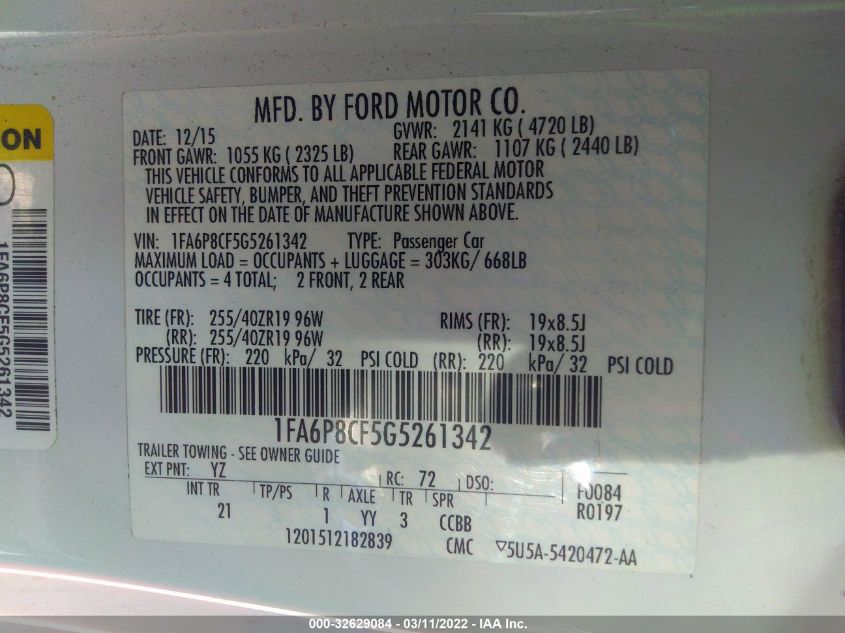 MFD. BY FORD MOTOR CO.
DATE: 12/15 GVWR: 2141 KG ( 4720 LB)
FRONT GAWR: 1055 KG ( 2325 LB) REAR GAWR: 1107 KG ( 2440 LB)
THIS VEHICLE CONFORMS TO ALL APPLICABLE FEDERAL MOTOR
VEHICLE SAFETY, BUMPER, AND THEFT PREVENTION STANDARDS
IN EFFECT ON THE DATE OF MANUFACTURE SHOWN ABOVE.
VIN: 1FA6P8CF5G5261342 TYPE: Passenger Car
MAXIMUM LOAD = OCCUPANTS + LUGGAGE = 303KG/ 668LB
OCCUPANTS = 4 TOTAL; 2 FRONT, 2 REAR
TIRE (FR): 255/40ZR19 96W RIMS (FR): 19x8.5J
(RR): 255/40ZR19 96W (RR): 19x8.5J
PRESSURE (FR): 220 kPa/ 32 PSI COLD (RR): 220 kPa/ 32 PSI COLD
1FA6P8CF5G5261342
TRAILER TOWING - SEE OWNER GUIDE
EXT PNT: YZ RC: 72 DSO: F0084
INT TR TP/PS R AXLE TR SPR R0197
21 1 YY 3 CCBB
1201512182839 CMC ▽5U5A-5420472-AA
ON
1FA6P8CF5G5261342
000-32629084 - 03/11/2022 - IAA Inc.